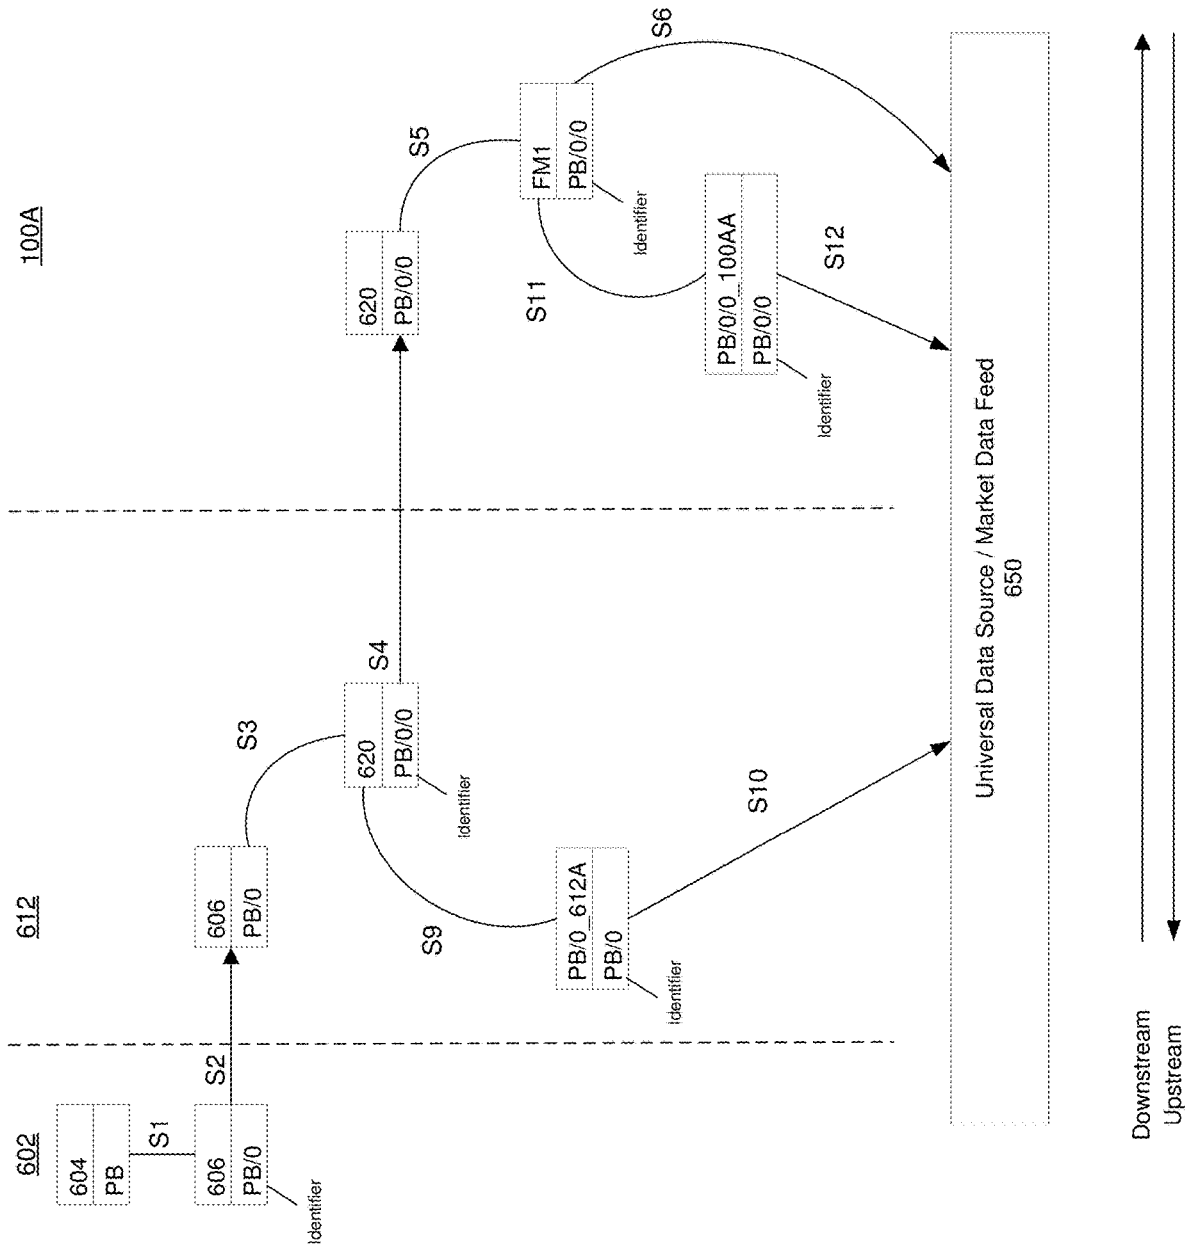 602
612
100A
604
PB
S1
606
PB/0
Identifier
S2
606
PB/0
S3
620
PB/0/0
Identifier
S4
620
PB/0/0
S5
FM1
PB/0/0
Identifier
S6
S9
PB/0_612A
PB/0
Identifier
S10
S11
PB/0/0_100AA
PB/0/0
Identifier
S12
Universal Data Source / Market Data Feed
650
Downstream
Upstream